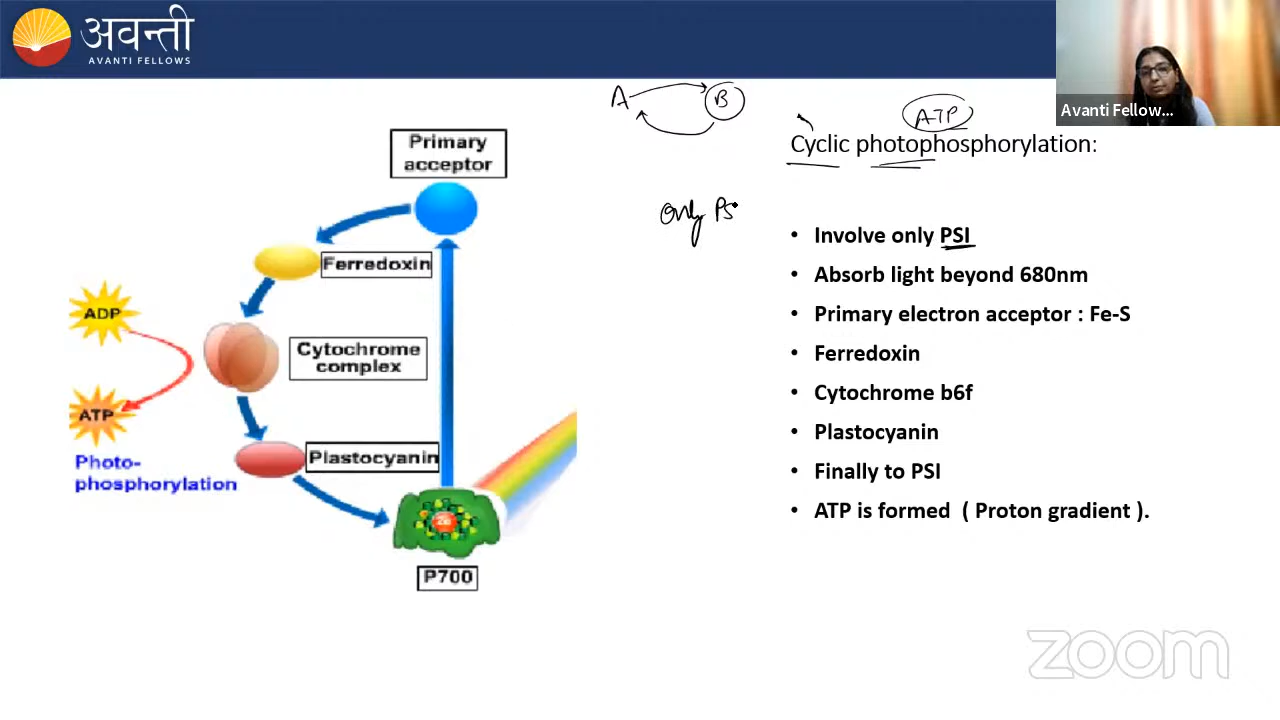 अवन्ती
AVANTI FELLOWS
Avanti Fellow...
A
B
ATP
Cyclic photophosphorylation:
Only PS
• Involve only PSI
• Absorb light beyond 680nm
• Primary electron acceptor : Fe-S
• Ferredoxin
• Cytochrome b6f
• Plastocyanin
• Finally to PSI
• ATP is formed ( Proton gradient ).
Primary
acceptor
Ferredoxin
ADP
Cytochrome
complex
ATP
Photo-
phosphorylation
Plastocyanin
P700
zoom